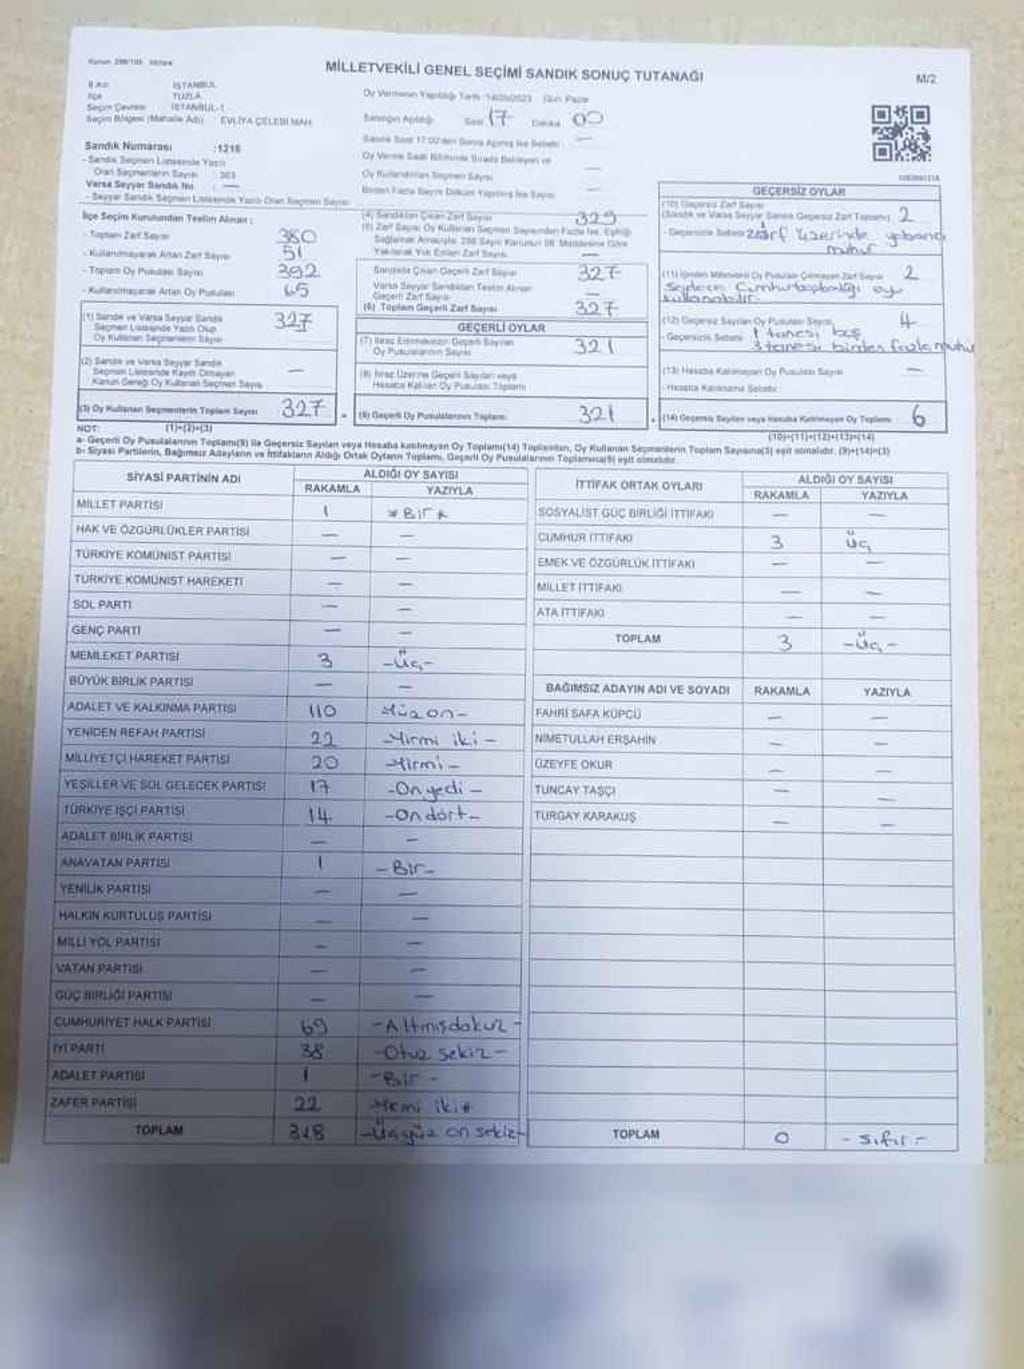 Kanun: 298/105
MİLLETVEKİLİ GENEL SEÇİMİ SANDIK SONUÇ TUTANAĞI
M/2
İl Adı İSTANBUL
İlçe TUZLA
Seçim Çevresi İSTANBUL-1
Seçim Bölgesi (Mahalle Adı) : EVLİYA ÇELEBİ MAH.
Oy Vermenin Yapıldığı Tarih: 14/05/2023 Gün: Pazar
Sandığın Açıldığı Saat 17 Dakika 00
Sandık Saat 17:00'den Sonra Açılmış İse Sebebi —
Oy Verme Saati Bitiminde Sırada Bekleyen ve
Oy Kullandırılan Seçmen Sayısı —
Birden Fazla Sayım Döküm Yapılmış İse Sayısı —
Sandık Numarası :1216
- Sandık Seçmen Listesinde Yazılı
Olan Seçmenlerin Sayısı : 363
Varsa Seyyar Sandık No —
- Seyyar Sandık Seçmen Listesinde Yazılı Olan Seçmen Sayısı
İlçe Seçim Kurulundan Teslim Alınan ;
- Toplam Zarf Sayısı 380
- Kullanılmayarak Artan Zarf Sayısı 51
- Toplam Oy Pusulası Sayısı 392
- Kullanılmayarak Artan Oy Pusulası 65
(1) Sandık ve Varsa Seyyar Sandık
Seçmen Listesinde Yazılı Olup
Oy Kullanan Seçmenlerin Sayısı 327
(2) Sandık ve Varsa Seyyar Sandık
Seçmen Listesinde Kaydı Olmayan
Kanun Gereği Oy Kullanan Seçmen Sayısı —
(3) Oy Kullanan Seçmenlerin Toplam Sayısı 327
(1)+(2)=(3)
(4) Sandıktan Çıkan Zarf Sayısı 329
(5) Zarf Sayısı Oy Kullanan Seçmen Sayısından Fazla İse, Eşitliği
Sağlamak Amacıyla; 298 Sayılı Kanunun 98. Maddesine Göre
Yakılarak Yok Edilen Zarf Sayısı —
Sandıkta Çıkan Geçerli Zarf Sayısı 327
Varsa Seyyar Sandıktan Teslim Alınan
Geçerli Zarf Sayısı —
(6) Toplam Geçerli Zarf Sayısı 327
GEÇERLİ OYLAR
(7) İtiraz Edilmeksizin Geçerli Sayılan
Oy Pusulalarının Sayısı 321
(8) İtiraz Üzerine Geçerli Sayılan veya
Hesaba Katılan Oy Pusulası Toplamı
(9) Geçerli Oy Pusulalarının Toplamı 321
GEÇERSİZ OYLAR
(10) Geçersiz Zarf Sayısı
(Sandık ve Varsa Seyyar Sandık Geçersiz Zarf Toplamı) 2
- Geçersizlik Sebebi: zarf üzerinde yabancı
mühür
(11) İçinden Milletvekili Oy Pusulası Çıkmayan Zarf Sayısı 2
Sadece Cumhurbaşkanlığı oy
kullanabilir.
(12) Geçersiz Sayılan Oy Pusulası Sayısı 4
- Geçersizlik Sebebi 1 tanesi boş
3 tanesi birden fazla mühür
(13) Hesaba Katılmayan Oy Pusulası Sayısı —
- Hesaba Katılmama Sebebi
(14) Geçersiz Sayılan veya Hesaba Katılmayan Oy Toplamı 6
(10)+(11)+(12)+(13)=(14)
NOT:
a- Geçerli Oy Pusulalarının Toplamı(9) ile Geçersiz Sayılan veya Hesaba katılmayan Oy Toplamı(14) Toplamları, Oy Kullanan Seçmenlerin Toplam Sayısına(3) eşit olmalıdır. (9)+(14)=(3)
b- Siyasi Partilerin, Bağımsız Adayların ve İttifakların Aldığı Ortak Oyların Toplamı, Geçerli Oy Pusulalarının Toplamına(9) eşit olmalıdır.
SİYASİ PARTİNİN ADI ALDIĞI OY SAYISI
RAKAMLA YAZIYLA
MİLLET PARTİSİ 1 *BİR*
HAK VE ÖZGÜRLÜKLER PARTİSİ — —
TÜRKİYE KOMÜNİST PARTİSİ — —
TÜRKİYE KOMÜNİST HAREKETİ — —
SOL PARTİ — —
GENÇ PARTİ — —
MEMLEKET PARTİSİ 3 -Üç-
BÜYÜK BİRLİK PARTİSİ — —
ADALET VE KALKINMA PARTİSİ 110 -Yüzon-
YENİDEN REFAH PARTİSİ 22 -Yirmi iki-
MİLLİYETÇİ HAREKET PARTİSİ 20 -Yirmi-
YEŞİLLER VE SOL GELECEK PARTİSİ 17 -Onyedi-
TÜRKİYE İŞÇİ PARTİSİ 14 -Ondört-
ADALET BİRLİK PARTİSİ — —
ANAVATAN PARTİSİ 1 -Bir-
YENİLİK PARTİSİ — —
HALKIN KURTULUŞ PARTİSİ — —
MİLLİ YOL PARTİSİ — —
VATAN PARTİSİ — —
GÜÇ BİRLİĞİ PARTİSİ — —
CUMHURİYET HALK PARTİSİ 69 -Altmışdokuz-
İYİ PARTİ 38 -Otuz sekiz-
ADALET PARTİSİ 1 -Bir-
ZAFER PARTİSİ 22 iki
TOPLAM 318 -Üçyüz on sekiz-
İTTİFAK ORTAK OYLARI ALDIĞI OY SAYISI
RAKAMLA YAZIYLA
SOSYALİST GÜÇ BİRLİĞİ İTTİFAKI — —
CUMHUR İTTİFAKI 3 Üç
EMEK VE ÖZGÜRLÜK İTTİFAKI — —
MİLLET İTTİFAKI — —
ATA İTTİFAKI — —
TOPLAM 3 -Üç-
BAĞIMSIZ ADAYIN ADI VE SOYADI RAKAMLA YAZIYLA
FAHRİ SAFA KÜPCÜ — —
NİMETULLAH ERŞAHİN — —
ÜZEYFE OKUR — —
TUNCAY TAŞÇI — —
TURGAY KARAKUŞ — —
TOPLAM 0 -Sıfır-